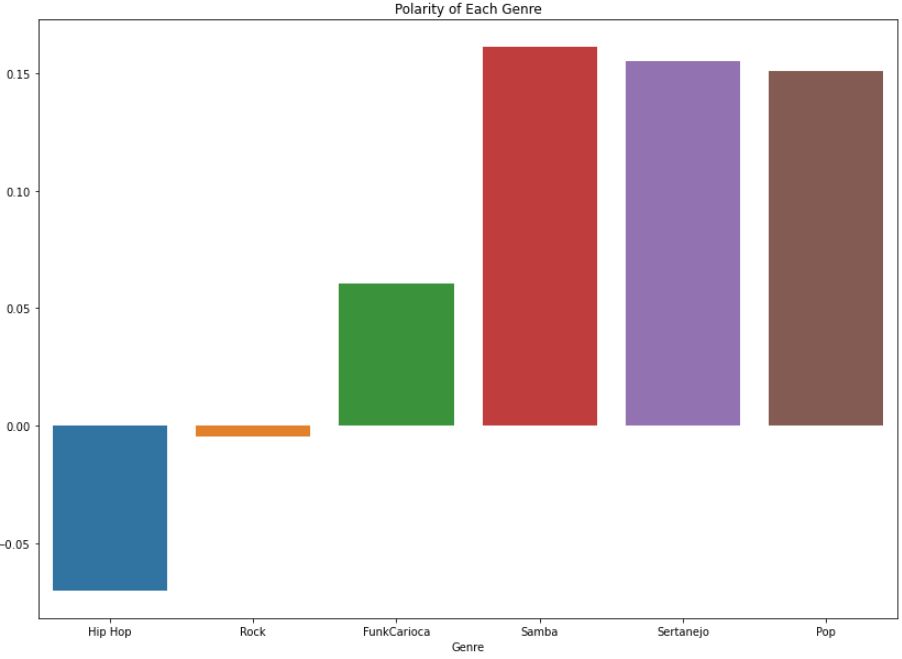 Polarity of Each Genre
0.15
0.10
0.05
0.00
−0.05
Hip Hop Rock FunkCarioca Samba Sertanejo Pop
Genre